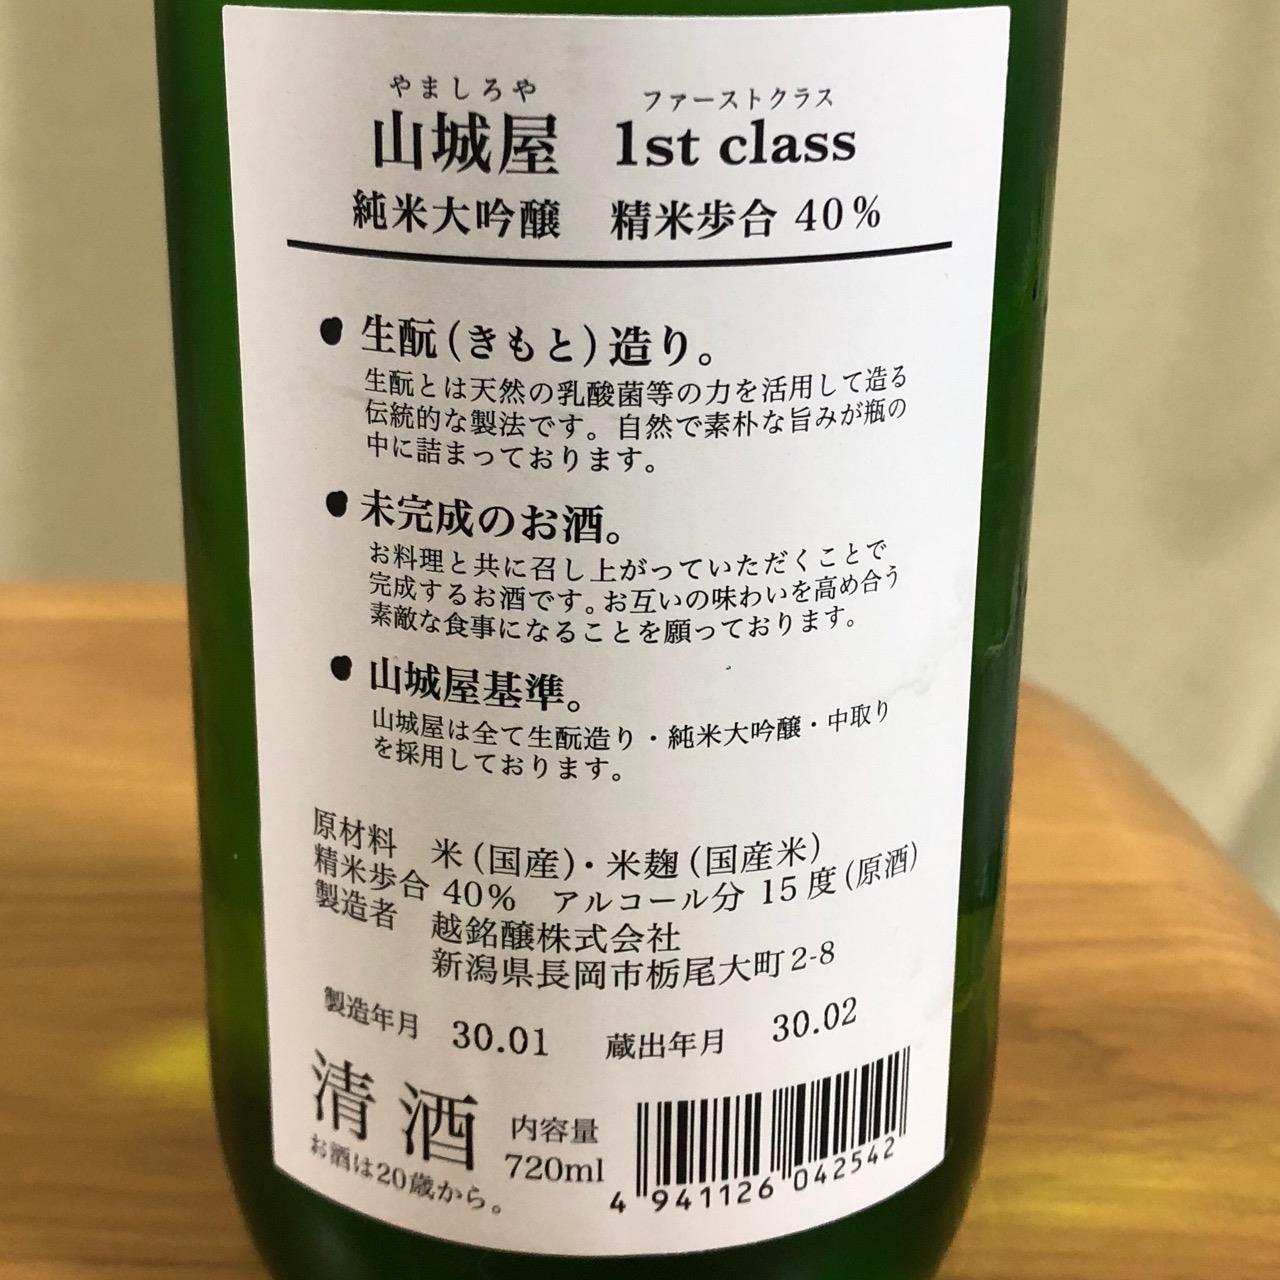 やましろや ファーストクラス
山城屋 1st class
純米大吟醸 精米歩合 40%
●生酛(きもと)造り。
生酛とは天然の乳酸菌等の力を活用して造る
伝統的な製法です。自然で素朴な旨みが瓶の
中に詰まっております。
●未完成のお酒。
お料理と共に召し上がっていただくことで
完成するお酒です。お互いの味わいを高め合う
素敵な食事になることを願っております。
●山城屋基準。
山城屋は全て生酛造り・純米大吟醸・中取り
を採用しております。
原材料 米(国産)・米麹(国産米)
精米歩合 40% アルコール分 15度(原酒)
製造者 越銘醸株式会社
新潟県長岡市栃尾大町2-8
製造年月 30.01 蔵出年月 30.02
清酒 内容量 720ml
お酒は20歳から。
4 941126 042542